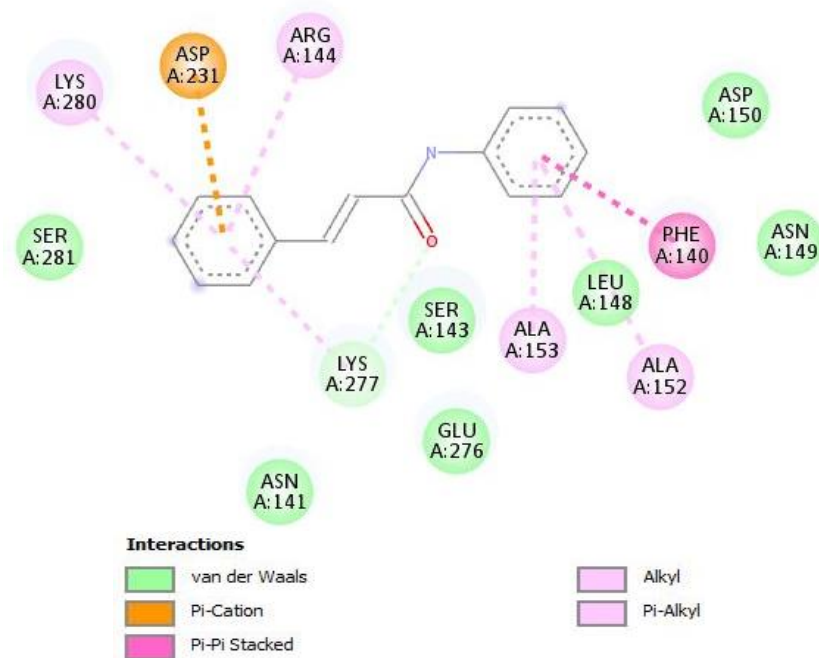 ARG
A:144
ASP
A:231
LYS
A:280
ASP
A:150
N
SER
A:281
O
PHE
A:140
ASN
A:149
LEU
A:148
SER
A:143
ALA
A:153
LYS
A:277
ALA
A:152
GLU
A:276
ASN
A:141
Interactions
van der Waals
Pi-Cation
Pi-Pi Stacked
Alkyl
Pi-Alkyl